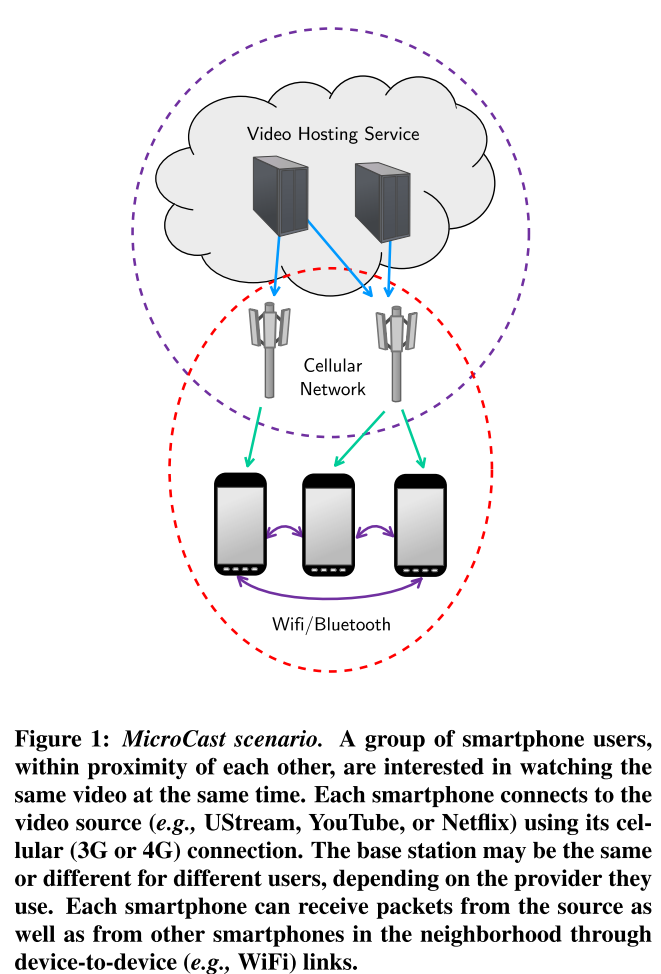 Video Hosting Service
Cellular
Network
Wifi/Bluetooth
Figure 1: MicroCast scenario. A group of smartphone users,
within proximity of each other, are interested in watching the
same video at the same time. Each smartphone connects to the
video source (e.g., UStream, YouTube, or Netflix) using its cel-
lular (3G or 4G) connection. The base station may be the same
or different for different users, depending on the provider they
use. Each smartphone can receive packets from the source as
well as from other smartphones in the neighborhood through
device-to-device (e.g., WiFi) links.